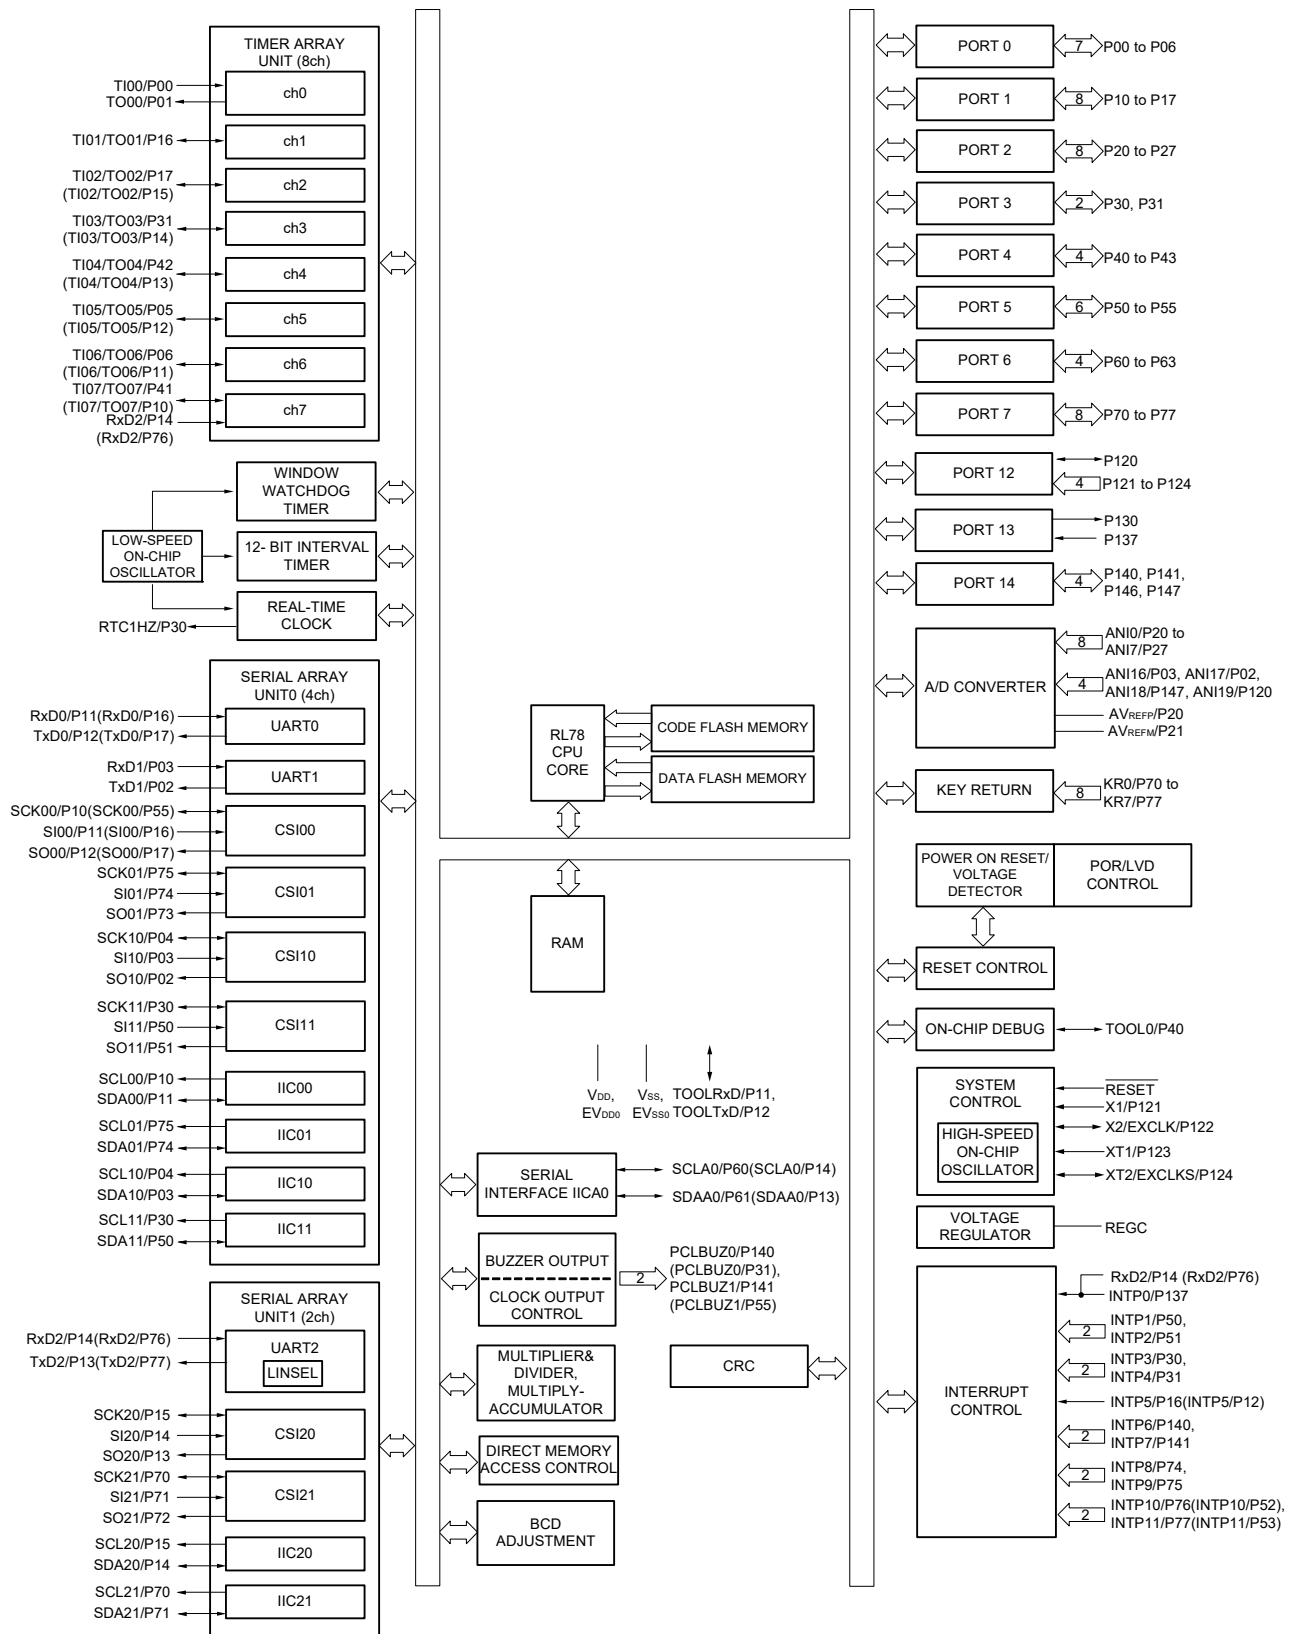 TIMER ARRAY
UNIT (8ch)
TI00/P00
TO00/P01
ch0
TI01/TO01/P16
ch1
TI02/TO02/P17
(TI02/TO02/P15)
ch2
TI03/TO03/P31
(TI03/TO03/P14)
ch3
TI04/TO04/P42
(TI04/TO04/P13)
ch4
TI05/TO05/P05
(TI05/TO05/P12)
ch5
TI06/TO06/P06
(TI06/TO06/P11)
ch6
TI07/TO07/P41
(TI07/TO07/P10)
RxD2/P14
(RxD2/P76)
ch7
WINDOW
WATCHDOG
TIMER
LOW-SPEED
ON-CHIP
OSCILLATOR
12- BIT INTERVAL
TIMER
REAL-TIME
CLOCK
RTC1HZ/P30
SERIAL ARRAY
UNIT0 (4ch)
RxD0/P11(RxD0/P16)
TxD0/P12(TxD0/P17)
UART0
RxD1/P03
TxD1/P02
UART1
SCK00/P10(SCK00/P55)
SI00/P11(SI00/P16)
SO00/P12(SO00/P17)
CSI00
SCK01/P75
SI01/P74
SO01/P73
CSI01
SCK10/P04
SI10/P03
SO10/P02
CSI10
SCK11/P30
SI11/P50
SO11/P51
CSI11
SCL00/P10
SDA00/P11
IIC00
SCL01/P75
SDA01/P74
IIC01
SCL10/P04
SDA10/P03
IIC10
SCL11/P30
SDA11/P50
IIC11
SERIAL ARRAY
UNIT1 (2ch)
RxD2/P14(RxD2/P76)
TxD2/P13(TxD2/P77)
UART2
LINSEL
SCK20/P15
SI20/P14
SO20/P13
CSI20
SCK21/P70
SI21/P71
SO21/P72
CSI21
SCL20/P15
SDA20/P14
IIC20
SCL21/P70
SDA21/P71
IIC21
RL78
CPU
CORE
CODE FLASH MEMORY
DATA FLASH MEMORY
RAM
VDD,
EVDD0
VSS,
EVSS0
TOOLRxD/P11,
TOOLTxD/P12
SERIAL
INTERFACE IICA0
SCLA0/P60(SCLA0/P14)
SDAA0/P61(SDAA0/P13)
BUZZER OUTPUT
CLOCK OUTPUT
CONTROL
2
PCLBUZ0/P140
(PCLBUZ0/P31),
PCLBUZ1/P141
(PCLBUZ1/P55)
MULTIPLIER&
DIVIDER,
MULTIPLY-
ACCUMULATOR
CRC
DIRECT MEMORY
ACCESS CONTROL
BCD
ADJUSTMENT
PORT 0
7
P00 to P06
PORT 1
8
P10 to P17
PORT 2
8
P20 to P27
PORT 3
2
P30, P31
PORT 4
4
P40 to P43
PORT 5
6
P50 to P55
PORT 6
4
P60 to P63
PORT 7
8
P70 to P77
PORT 12
P120
4
P121 to P124
PORT 13
P130
P137
PORT 14
4
P140, P141,
P146, P147
A/D CONVERTER
8
ANI0/P20 to
ANI7/P27
4
ANI16/P03, ANI17/P02,
ANI18/P147, ANI19/P120
AVREFP/P20
AVREFM/P21
KEY RETURN
8
KR0/P70 to
KR7/P77
POWER ON RESET/
VOLTAGE
DETECTOR
POR/LVD
CONTROL
RESET CONTROL
ON-CHIP DEBUG
TOOL0/P40
SYSTEM
CONTROL
HIGH-SPEED
ON-CHIP
OSCILLATOR
RESET
X1/P121
X2/EXCLK/P122
XT1/P123
XT2/EXCLKS/P124
VOLTAGE
REGULATOR
REGC
INTERRUPT
CONTROL
RxD2/P14 (RxD2/P76)
INTP0/P137
2
INTP1/P50,
INTP2/P51
2
INTP3/P30,
INTP4/P31
INTP5/P16(INTP5/P12)
2
INTP6/P140,
INTP7/P141
2
INTP8/P74,
INTP9/P75
2
INTP10/P76(INTP10/P52),
INTP11/P77(INTP11/P53)